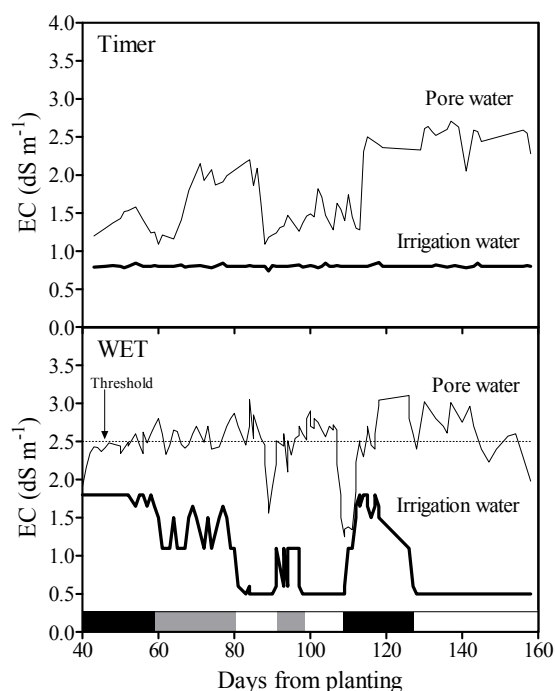 Timer
4.0
3.5
3.0
2.5
2.0
1.5
1.0
0.5
0.0
EC (dS m⁻¹)
Pore water
Irrigation water
WET
4.0
3.5
3.0
2.5
2.0
1.5
1.0
0.5
0.0
EC (dS m⁻¹)
Threshold
Pore water
Irrigation water
40 60 80 100 120 140 160
Days from planting